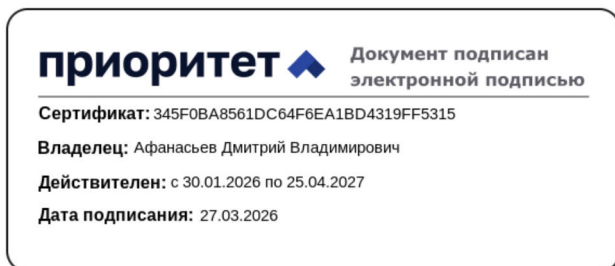 приоритет
Документ подписан
электронной подписью
Сертификат: 345F0BA8561DC64F6EA1BD4319FF5315
Владелец: Афанасьев Дмитрий Владимирович
Действителен: с 30.01.2026 по 25.04.2027
Дата подписания: 27.03.2026